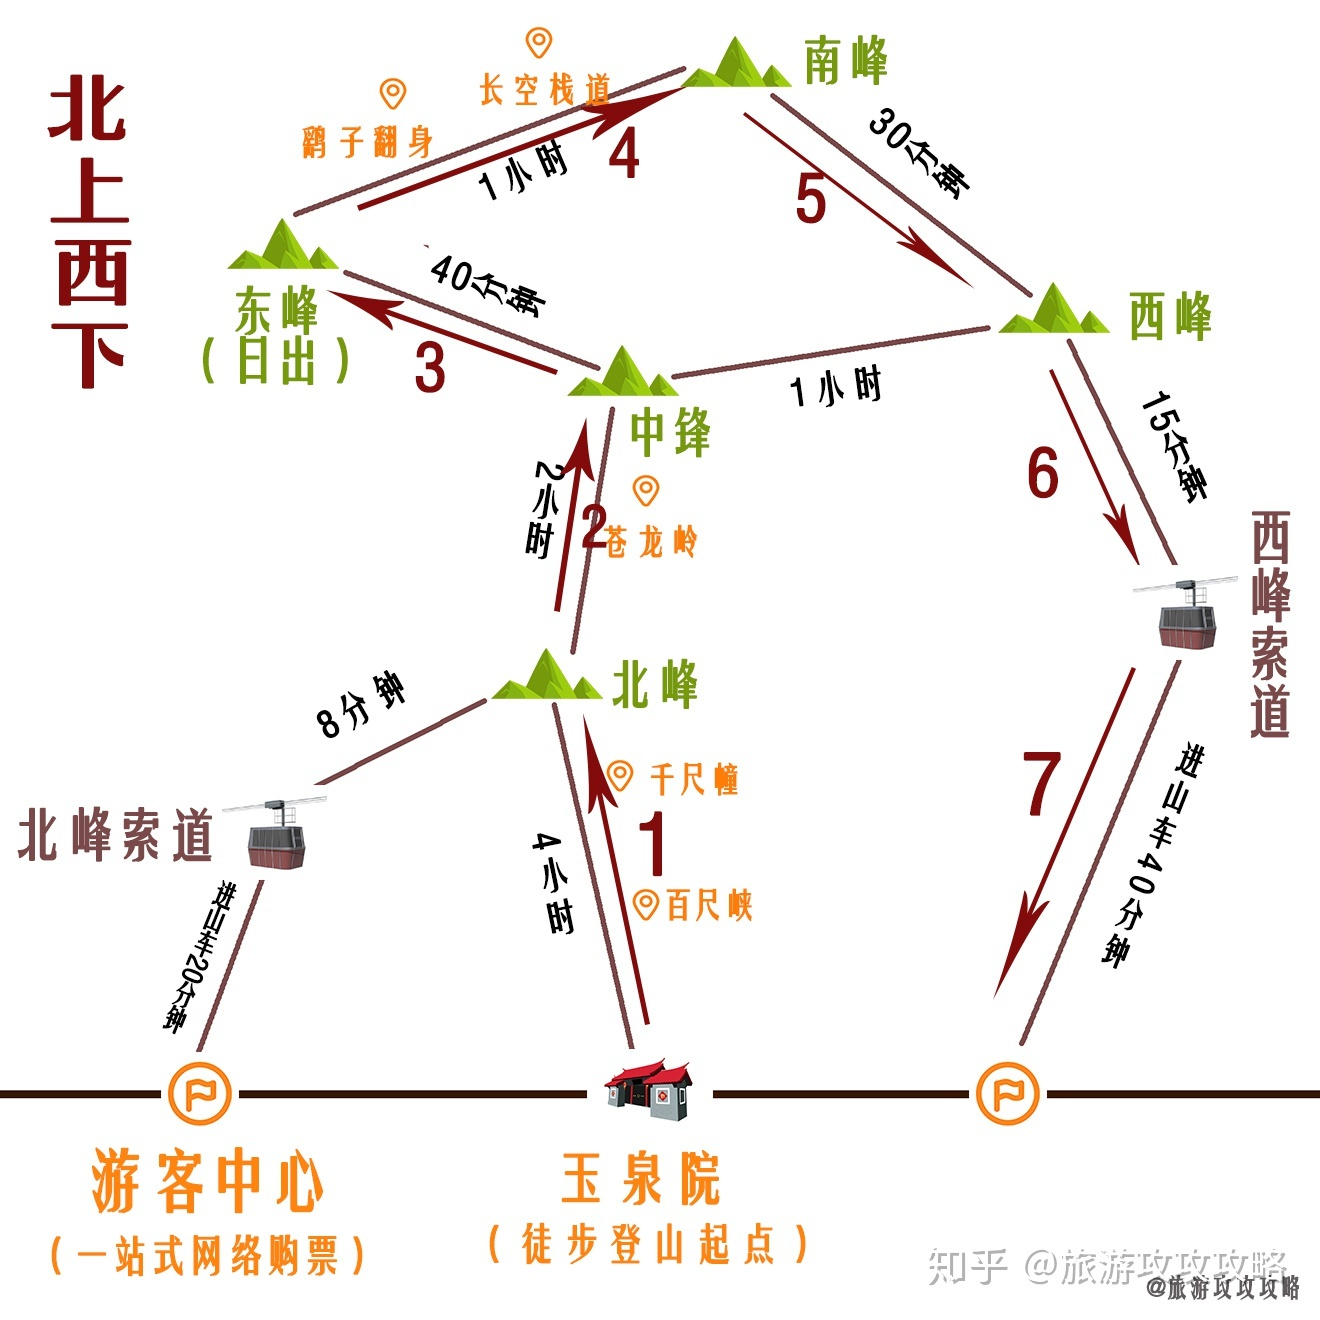 北上西下
长空栈道
鹞子翻身
南峰
1小时
4
30分钟
5
东峰
（日出）
40分钟
3
西峰
中锋
1小时
2小时
2
苍龙岭
15分钟
6
西峰索道
北峰
8分钟
千尺幢
1
4小时
百尺峡
北峰索道
进山车20分钟
7
进山车40分钟
游客中心
（一站式网络购票）
玉泉院
（徒步登山起点）
知乎 @旅游攻攻攻略
@旅游攻攻攻略